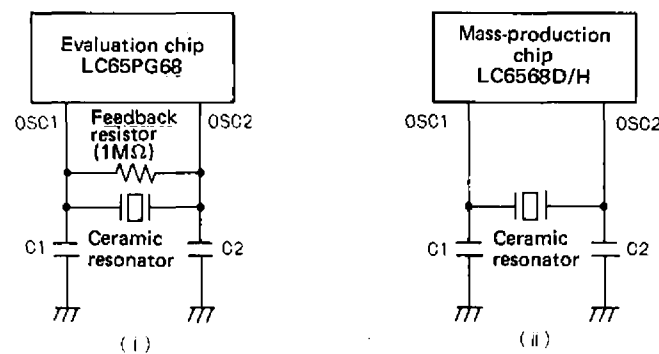 Evaluation chip
LC65PG68
OSC1
Feedback
resistor
(1MΩ)
OSC2
C1
Ceramic
resonator
C2
(i)
Mass-production
chip
LC6568D/H
OSC1
OSC2
C1
Ceramic
resonator
C2
(ii)